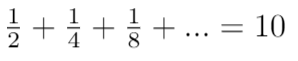 1/2 + 1/4 + 1/8 + ... = 10